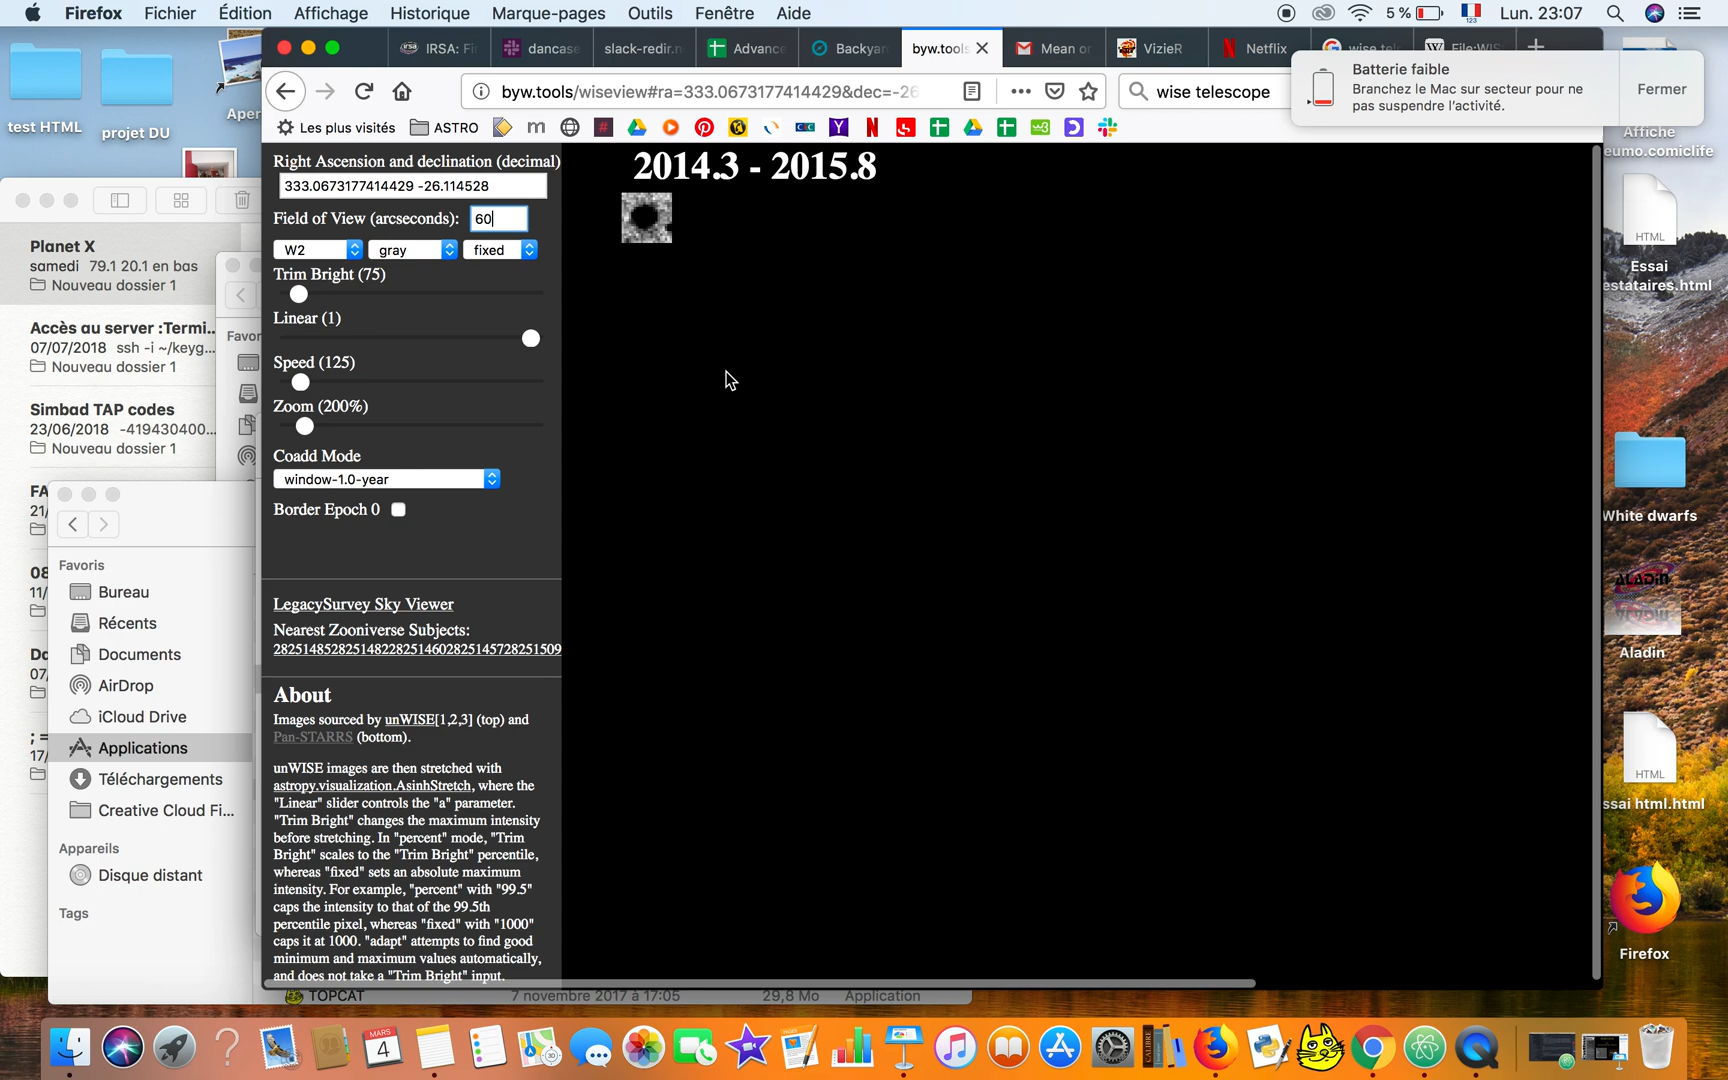 Firefox Fichier Édition Affichage Historique Marque-pages Outils Fenêtre Aide
5 % 123 Lun. 23:07
IRSA: Fi
dancase
slack-redir.n
Advance
Backyar
byw.tools
Mean or
VizieR
Netflix
byw.tools/wiseview#ra=333.0673177414429&dec=-26
wise telescope
Batterie faible
Branchez le Mac sur secteur pour ne
pas suspendre l'activité.
Fermer
Les plus visités
ASTRO
test HTML
projet DU
Aper
Planet X
samedi 79.1 20.1 en bas
Nouveau dossier 1
Accès au server :Termi...
07/07/2018 ssh -i ~/keyg...
Nouveau dossier 1
Simbad TAP codes
23/06/2018 -419430400...
Nouveau dossier 1
Favoris
Bureau
Récents
Documents
AirDrop
iCloud Drive
Applications
Téléchargements
Creative Cloud Fi...
Appareils
Disque distant
Tags
Right Ascension and declination (decimal)
333.0673177414429 -26.114528
Field of View (arcseconds): 60
W2 gray fixed
Trim Bright (75)
Linear (1)
Speed (125)
Zoom (200%)
Coadd Mode
window-1.0-year
Border Epoch 0
LegacySurvey Sky Viewer
Nearest Zooniverse Subjects:
2825148528251482282514602825145728251509
About
Images sourced by unWISE[1,2,3] (top) and
Pan-STARRS (bottom).
unWISE images are then stretched with
astropy.visualization.AsinhStretch, where the
"Linear" slider controls the "a" parameter.
"Trim Bright" changes the maximum intensity
before stretching. In "percent" mode, "Trim
Bright" scales to the "Trim Bright" percentile,
whereas "fixed" sets an absolute maximum
intensity. For example, "percent" with "99.5"
caps the intensity to that of the 99.5th
percentile pixel, whereas "fixed" with "1000"
caps it at 1000. "adapt" attempts to find good
minimum and maximum values automatically,
and does not take a "Trim Bright" input.
2014.3 - 2015.8
TOPCAT 7 novembre 2017 à 17:05 29,8 Mo Application
Affiche
eumo.comiclife
HTML
Essai
estataires.html
White dwarfs
ALADIN
Aladin
HTML
ssai html.html
Firefox
MARS
4